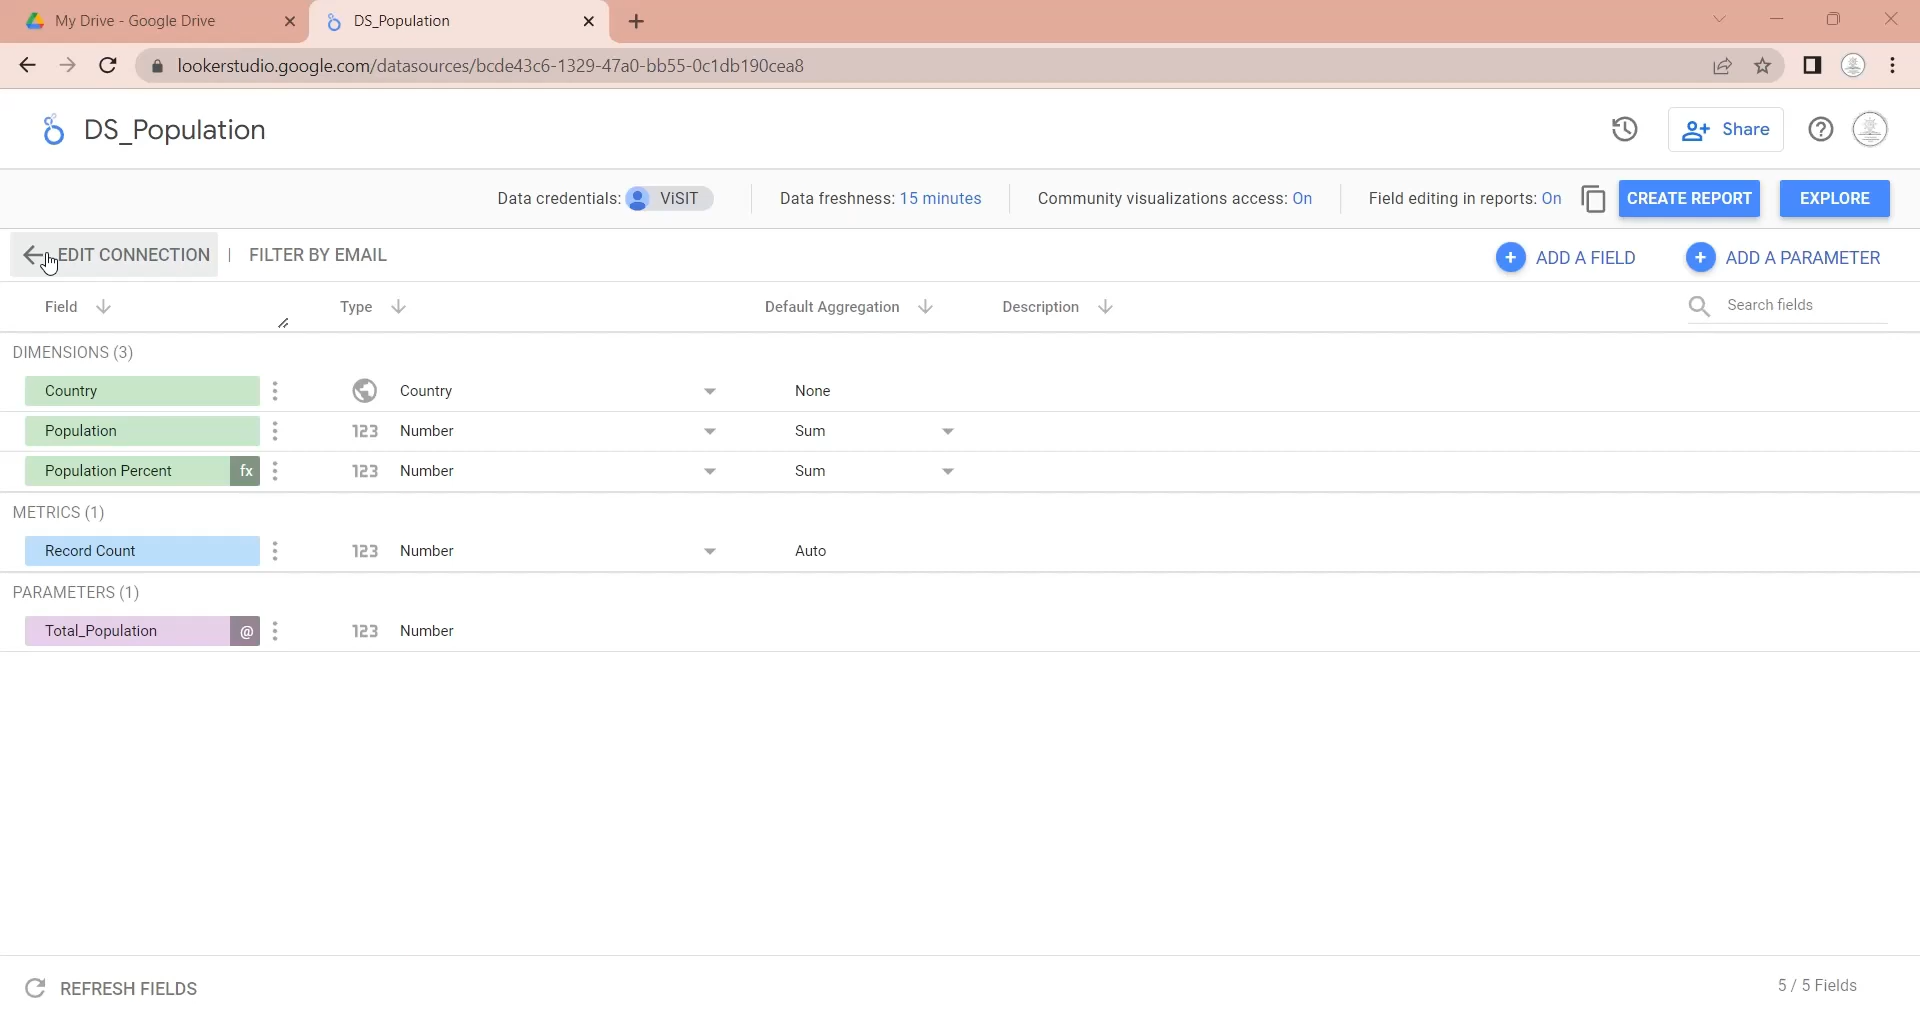 My Drive - Google Drive
DS_Population
lookerstudio.google.com/datasources/bcde43c6-1329-47a0-bb55-0c1db190cea8
DS_Population
Share
Data credentials: ViSIT
Data freshness: 15 minutes
Community visualizations access: On
Field editing in reports: On
CREATE REPORT
EXPLORE
EDIT CONNECTION | FILTER BY EMAIL
ADD A FIELD
ADD A PARAMETER
Field Type Default Aggregation Description Search fields
DIMENSIONS (3)
Country Country None
Population 123 Number Sum
Population Percent fx 123 Number Sum
METRICS (1)
Record Count 123 Number Auto
PARAMETERS (1)
Total_Population @ 123 Number
REFRESH FIELDS
5 / 5 Fields